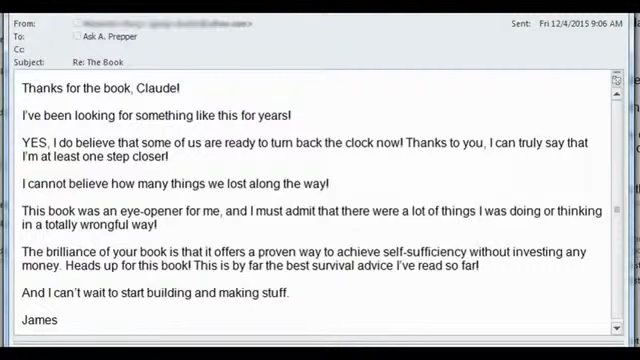 From:
Sent: Fri 12/4/2015 9:06 AM
To: Ask A. Prepper
Cc:
Subject: Re: The Book
Thanks for the book, Claude!
I've been looking for something like this for years!
YES, I do believe that some of us are ready to turn back the clock now! Thanks to you, I can truly say that
I'm at least one step closer!
I cannot believe how many things we lost along the way!
This book was an eye-opener for me, and I must admit that there were a lot of things I was doing or thinking
in a totally wrongful way!
The brilliance of your book is that it offers a proven way to achieve self-sufficiency without investing any
money. Heads up for this book! This is by far the best survival advice I've read so far!
And I can't wait to start building and making stuff.
James